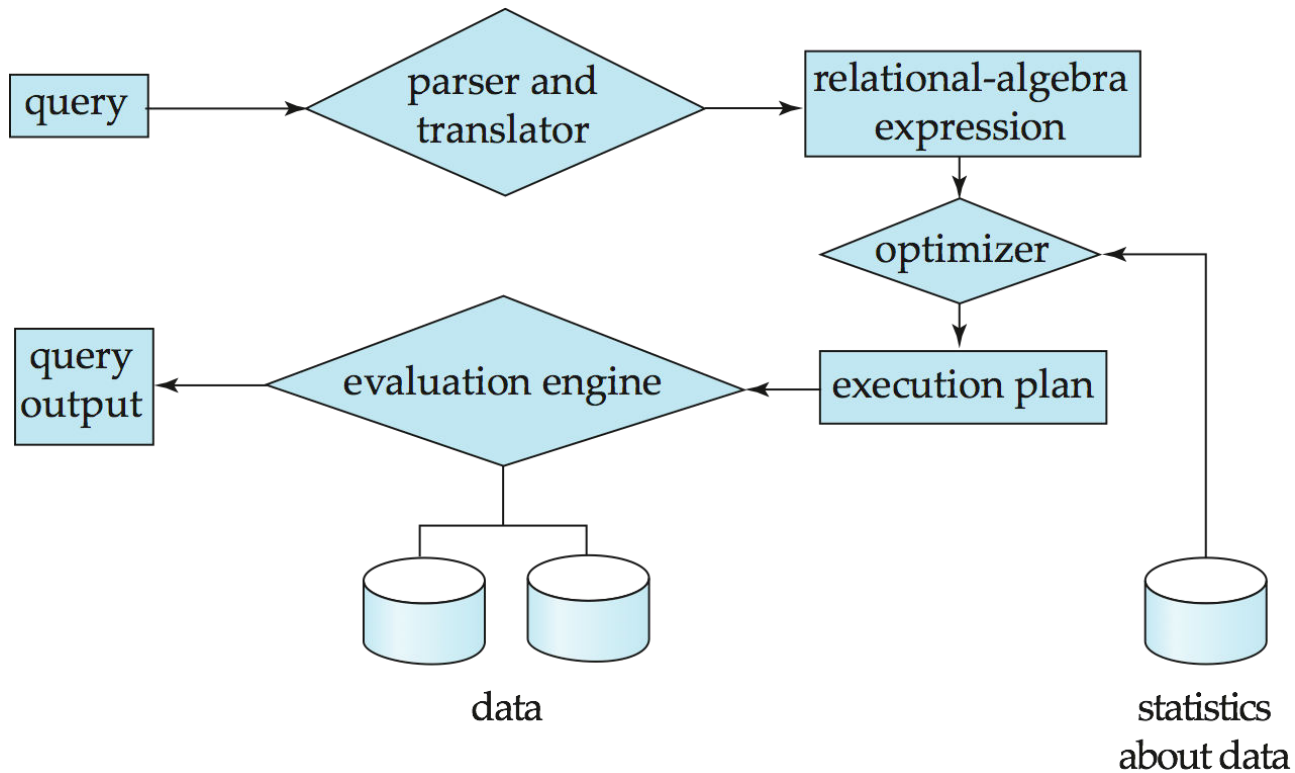 query
parser and
translator
relational-algebra
expression
optimizer
query
output
evaluation engine
execution plan
data
statistics
about data